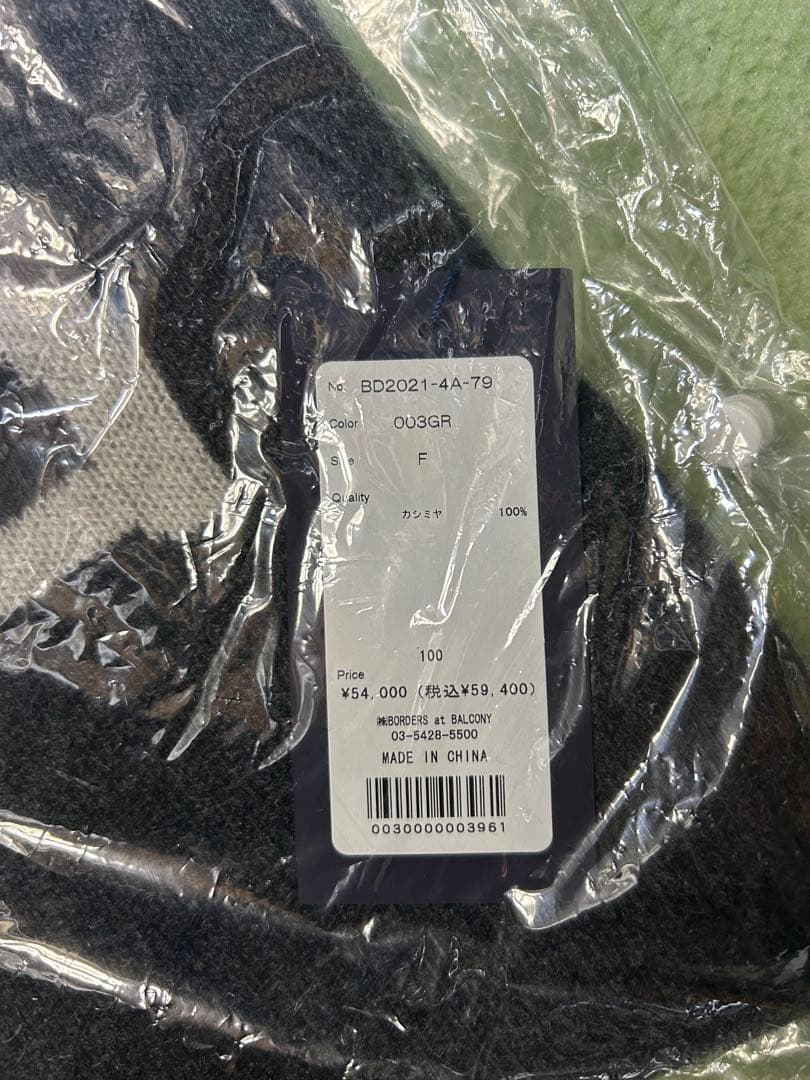 No. BD2021-4A-79
Color 003GR
Size F
Quality
カシミヤ 100%
100
Price
¥54,000 (税込¥59,400)
㈱BORDERS at BALCONY
03-5428-5500
MADE IN CHINA
0030000003961